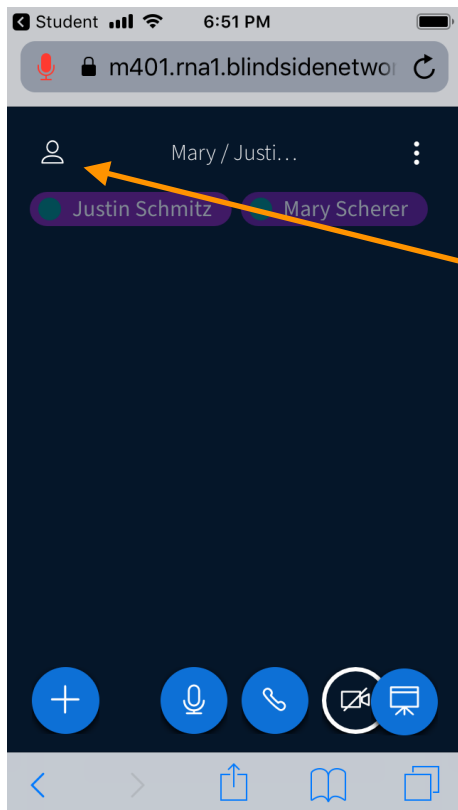 Student 6:51 PM
m401.rna1.blindsidenetwo
Mary / Justi...
Justin Schmitz Mary Scherer